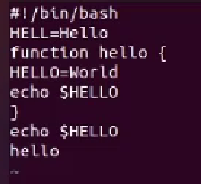 #!/bin/bash
HELL=Hello
function hello {
HELLO=World
echo $HELLO
}
echo $HELLO
hello
~